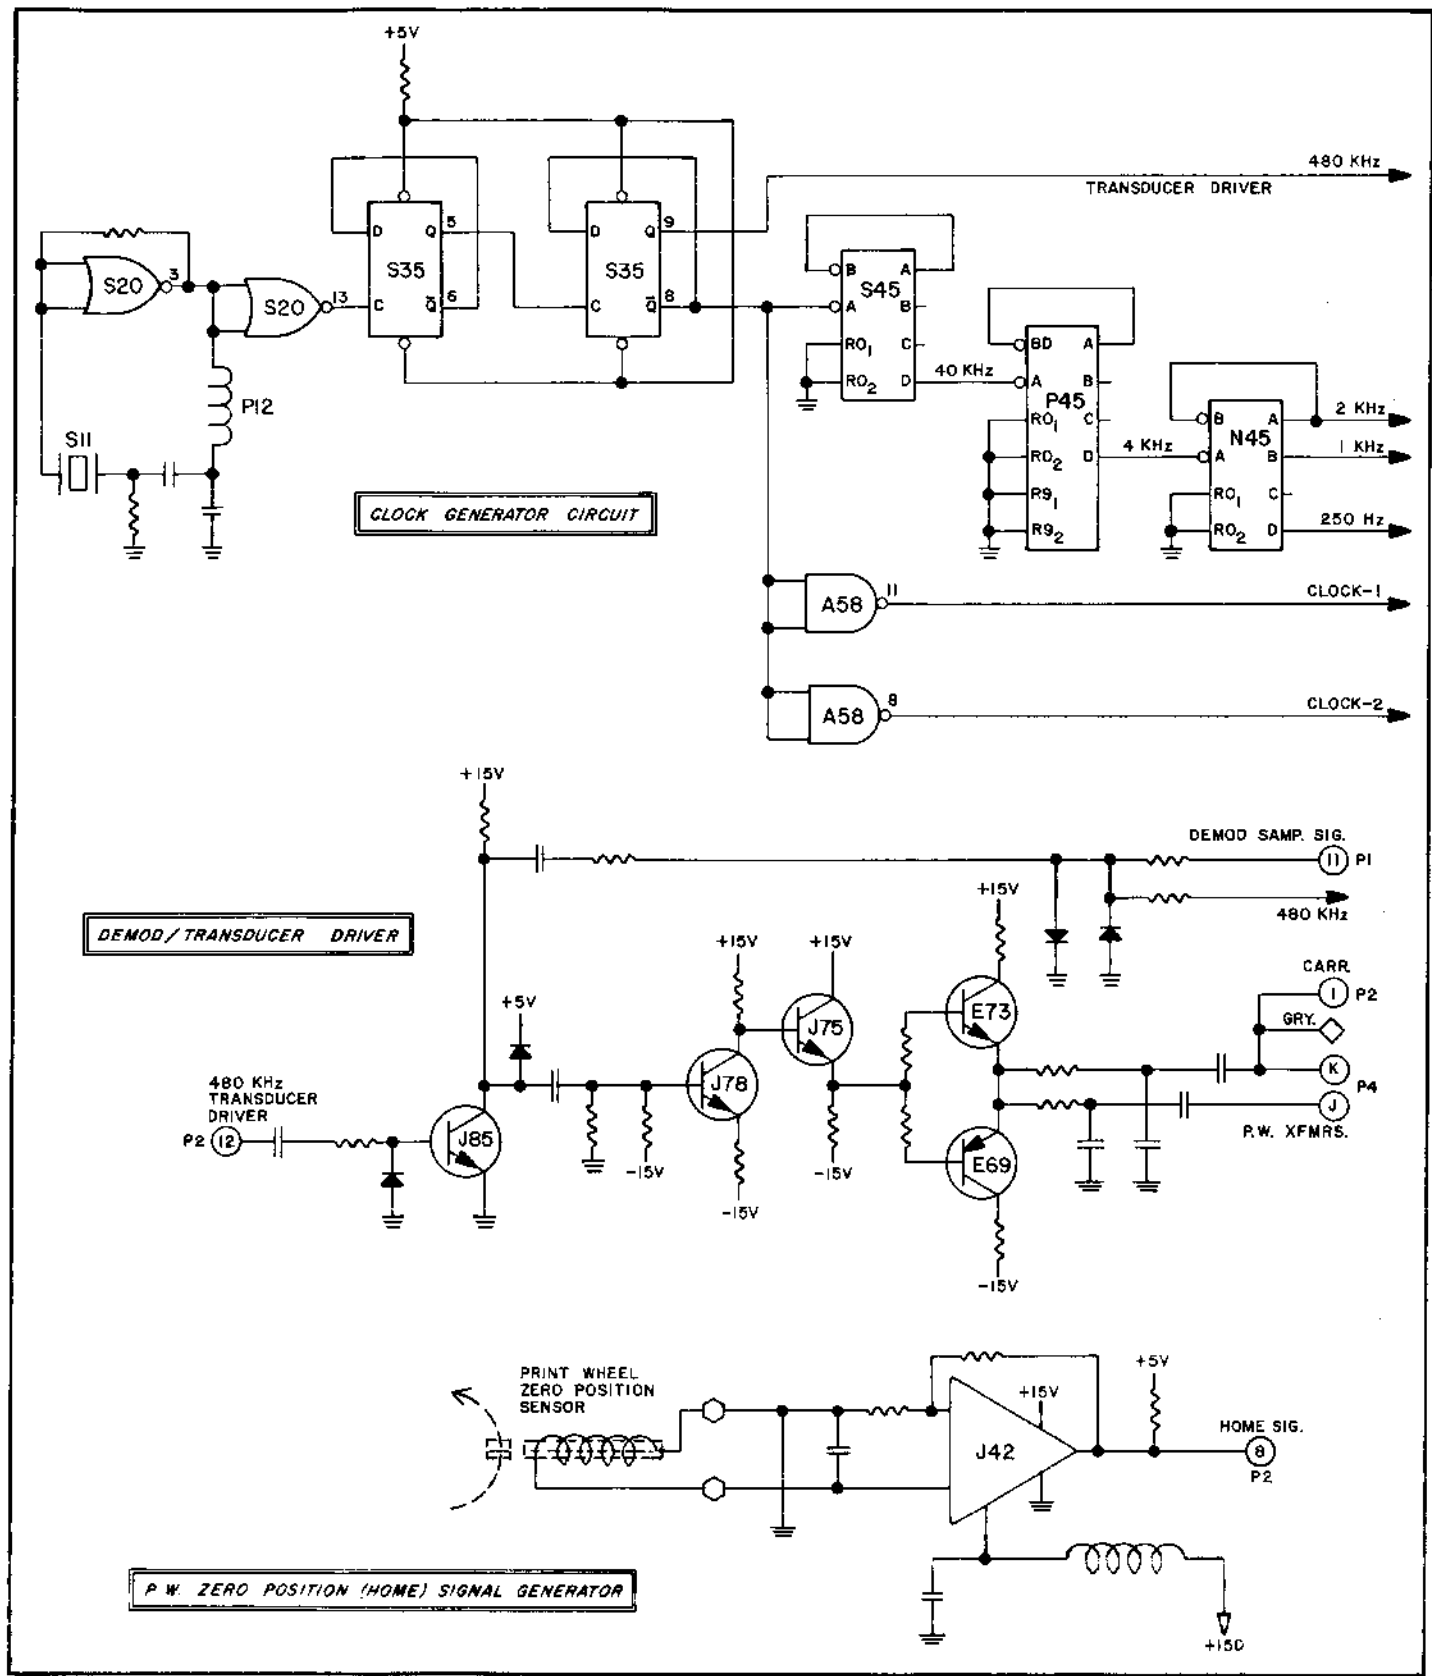 +5V
480 KHz
TRANSDUCER DRIVER
D Q 5
S35
C Q̄ 6
D Q 9
S35
C Q̄ 8
S20 3
S20 13
B A
S45
A B
RO1 C
RO2 D
40 KHz
BD A
A B
P45
RO1 C
RO2 D
R91
R92
4 KHz
B A
N45
A B
RO1 C
RO2 D
2 KHz
1 KHz
250 Hz
P12
S11
CLOCK GENERATOR CIRCUIT
A58 11
CLOCK-1
A58 8
CLOCK-2
+15V
DEMOD SAMP. SIG.
11 P1
480 KHz
DEMOD/TRANSDUCER DRIVER
+15V
+15V
+15V
+5V
CARR.
1 P2
GRY.
K
P4
J
P.W. XFMRS.
E73
J75
J78
480 KHz
TRANSDUCER
DRIVER
P2 12
J85
-15V
-15V
-15V
E69
-15V
PRINT WHEEL
ZERO POSITION
SENSOR
+15V
+5V
J42
HOME SIG.
8
P2
+15D
P.W. ZERO POSITION (HOME) SIGNAL GENERATOR